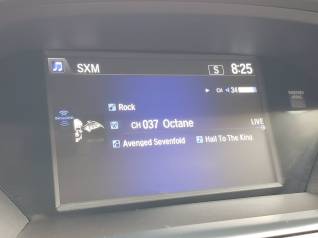 SXM S 8:25
CH 34
Rock
CH 037 Octane
LIVE
Avenged Sevenfold Hail To The King